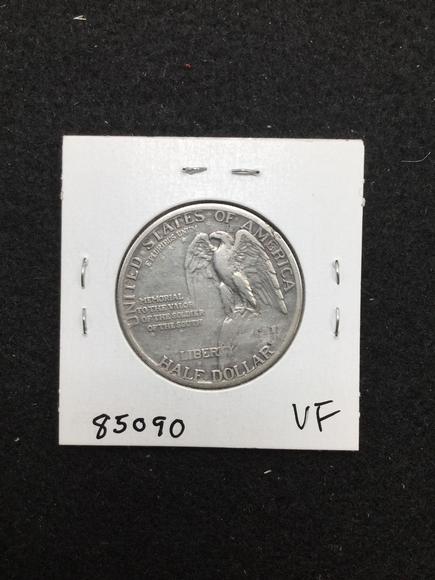 UNITED STATES OF AMERICA
E PLURIBUS UNUM
MEMORIAL
TO THE VALOR
OF THE SOLDIER
OF THE SOUTH
LIBERTY
HALF DOLLAR
85090
VF